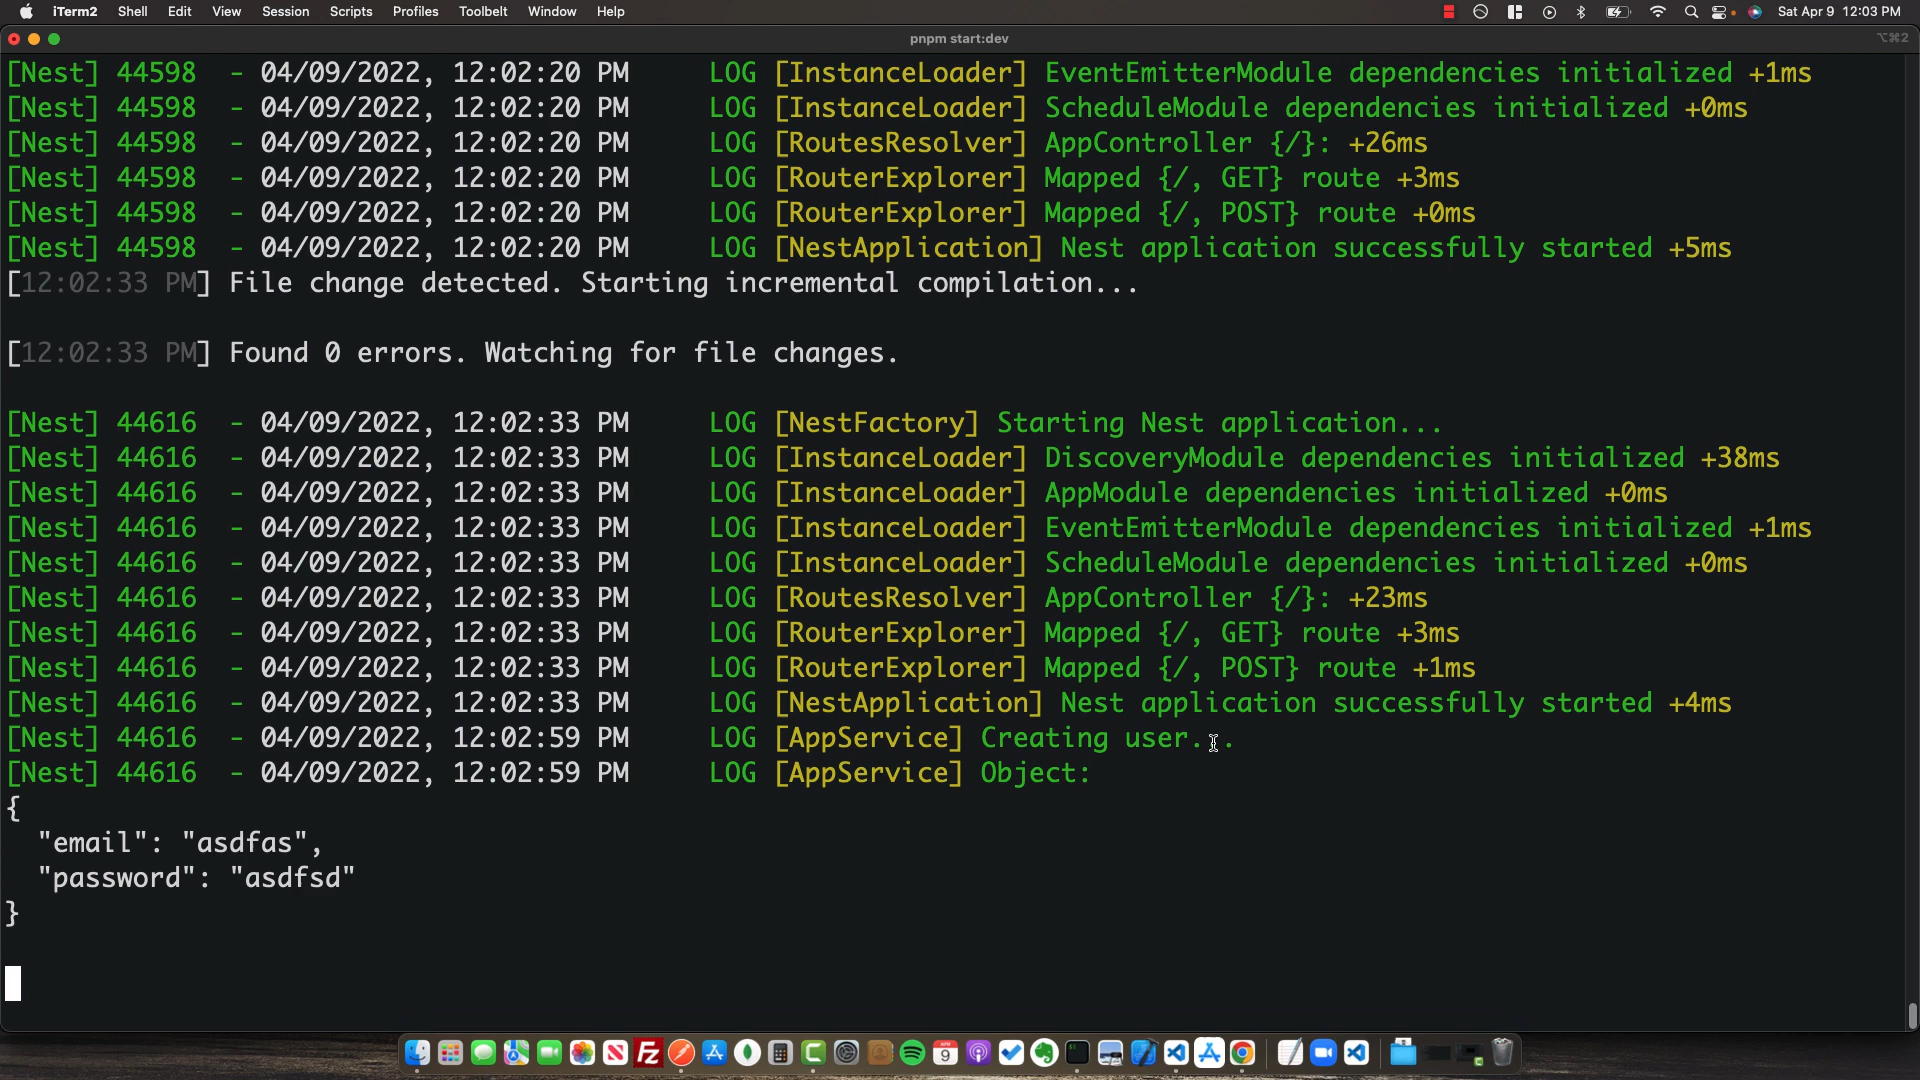 iTerm2 Shell Edit View Session Scripts Profiles Toolbelt Window Help Sat Apr 9 12:03 PM
pnpm start:dev ⌥⌘2
[Nest] 44598 - 04/09/2022, 12:02:20 PM LOG [InstanceLoader] EventEmitterModule dependencies initialized +1ms
[Nest] 44598 - 04/09/2022, 12:02:20 PM LOG [InstanceLoader] ScheduleModule dependencies initialized +0ms
[Nest] 44598 - 04/09/2022, 12:02:20 PM LOG [RoutesResolver] AppController {/}: +26ms
[Nest] 44598 - 04/09/2022, 12:02:20 PM LOG [RouterExplorer] Mapped {/, GET} route +3ms
[Nest] 44598 - 04/09/2022, 12:02:20 PM LOG [RouterExplorer] Mapped {/, POST} route +0ms
[Nest] 44598 - 04/09/2022, 12:02:20 PM LOG [NestApplication] Nest application successfully started +5ms
[12:02:33 PM] File change detected. Starting incremental compilation...
[12:02:33 PM] Found 0 errors. Watching for file changes.
[Nest] 44616 - 04/09/2022, 12:02:33 PM LOG [NestFactory] Starting Nest application...
[Nest] 44616 - 04/09/2022, 12:02:33 PM LOG [InstanceLoader] DiscoveryModule dependencies initialized +38ms
[Nest] 44616 - 04/09/2022, 12:02:33 PM LOG [InstanceLoader] AppModule dependencies initialized +0ms
[Nest] 44616 - 04/09/2022, 12:02:33 PM LOG [InstanceLoader] EventEmitterModule dependencies initialized +1ms
[Nest] 44616 - 04/09/2022, 12:02:33 PM LOG [InstanceLoader] ScheduleModule dependencies initialized +0ms
[Nest] 44616 - 04/09/2022, 12:02:33 PM LOG [RoutesResolver] AppController {/}: +23ms
[Nest] 44616 - 04/09/2022, 12:02:33 PM LOG [RouterExplorer] Mapped {/, GET} route +3ms
[Nest] 44616 - 04/09/2022, 12:02:33 PM LOG [RouterExplorer] Mapped {/, POST} route +1ms
[Nest] 44616 - 04/09/2022, 12:02:33 PM LOG [NestApplication] Nest application successfully started +4ms
[Nest] 44616 - 04/09/2022, 12:02:59 PM LOG [AppService] Creating user...
[Nest] 44616 - 04/09/2022, 12:02:59 PM LOG [AppService] Object:
{
"email": "asdfas",
"password": "asdfsd"
}